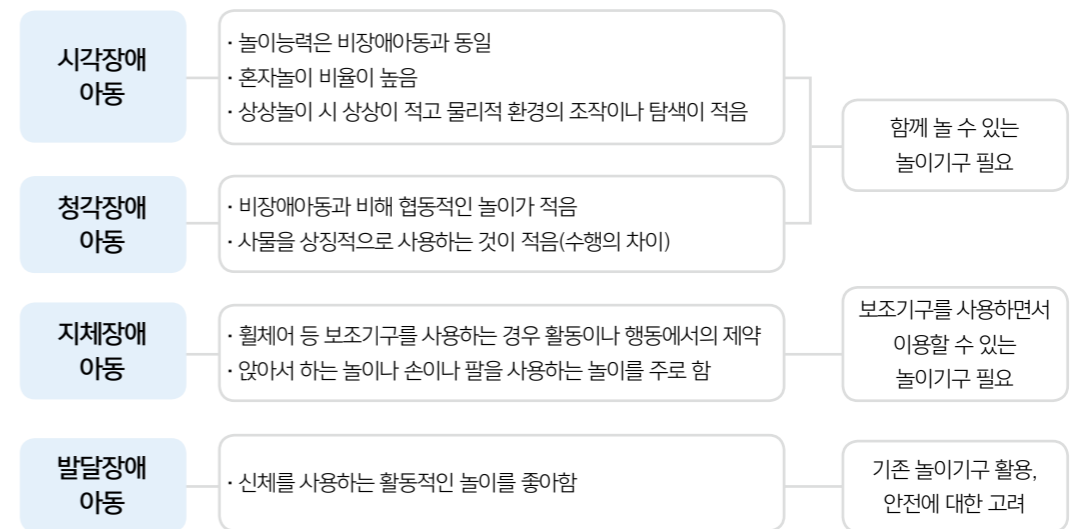 시각장애
아동
· 놀이능력은 비장애아동과 동일
· 혼자놀이 비율이 높음
· 상상놀이 시 상상이 적고 물리적 환경의 조작이나 탐색이 적음
함께 놀 수 있는
놀이기구 필요
청각장애
아동
· 비장애아동과 비해 협동적인 놀이가 적음
· 사물을 상징적으로 사용하는 것이 적음(수행의 차이)
지체장애
아동
· 휠체어 등 보조기구를 사용하는 경우 활동이나 행동에서의 제약
· 앉아서 하는 놀이나 손이나 팔을 사용하는 놀이를 주로 함
보조기구를 사용하면서
이용할 수 있는
놀이기구 필요
발달장애
아동
· 신체를 사용하는 활동적인 놀이를 좋아함
기존 놀이기구 활용,
안전에 대한 고려